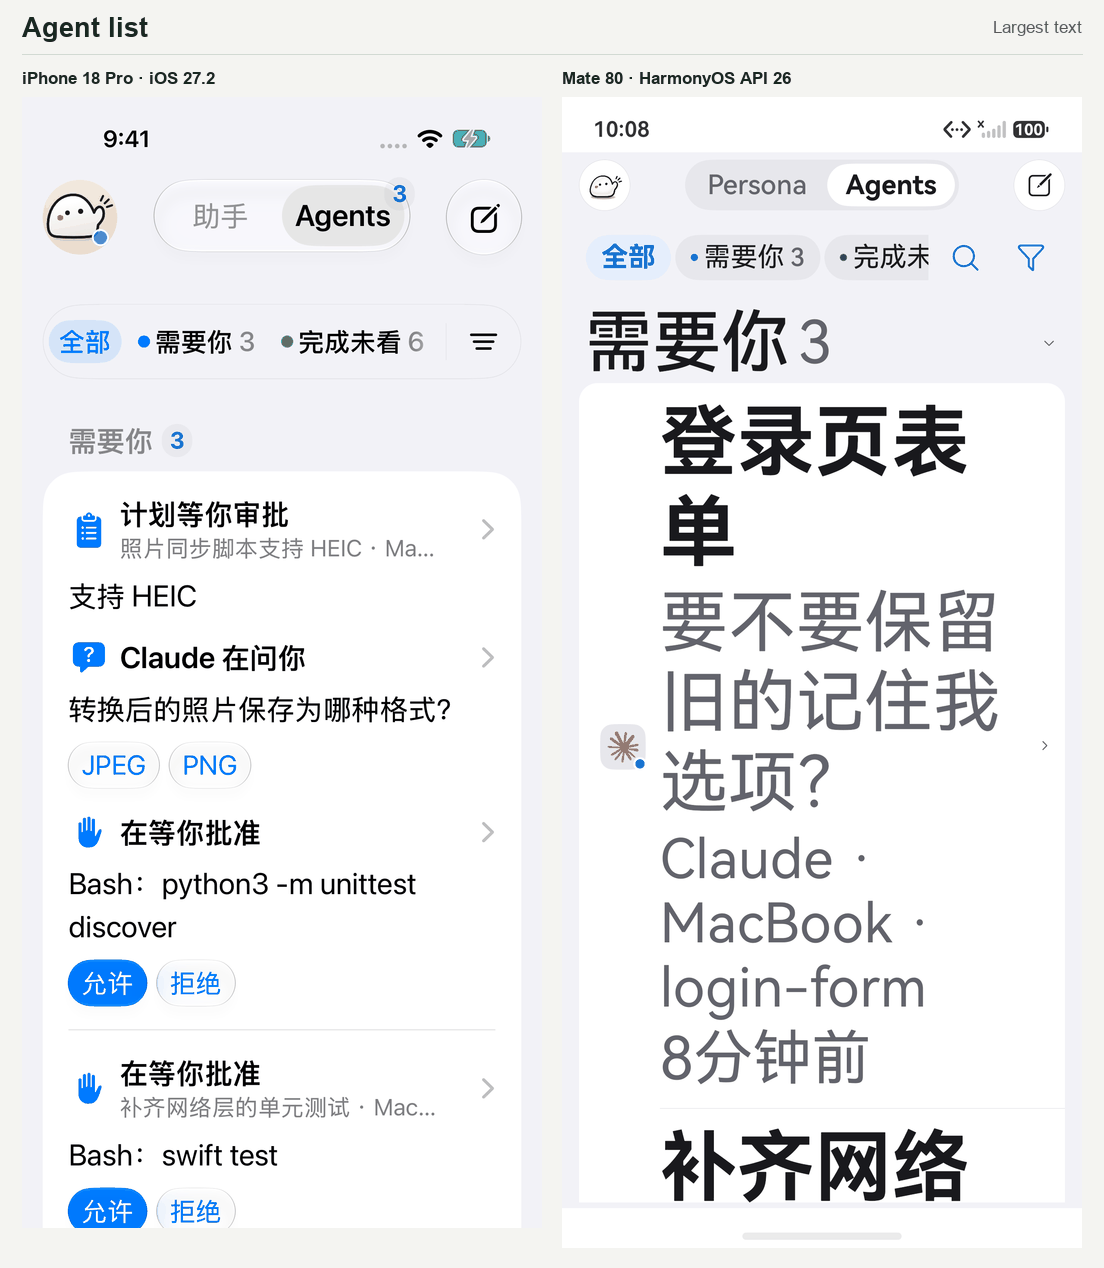 Agent list
Largest text
iPhone 18 Pro · iOS 27.2
9:41
助手
Agents
3
全部
需要你 3
完成未看 6
需要你 3
计划等你审批
照片同步脚本支持 HEIC · Ma...
支持 HEIC
Claude 在问你
转换后的照片保存为哪种格式?
JPEG
PNG
在等你批准
Bash： python3 -m unittest
discover
允许
拒绝
在等你批准
补齐网络层的单元测试 · Mac...
Bash： swift test
允许
拒绝
Mate 80 · HarmonyOS API 26
10:08
100
Persona
Agents
全部
需要你 3
完成未
需要你 3
登录页表
单
要不要保留
旧的记住我
选项?
Claude ·
MacBook ·
login-form
8分钟前
补齐网络